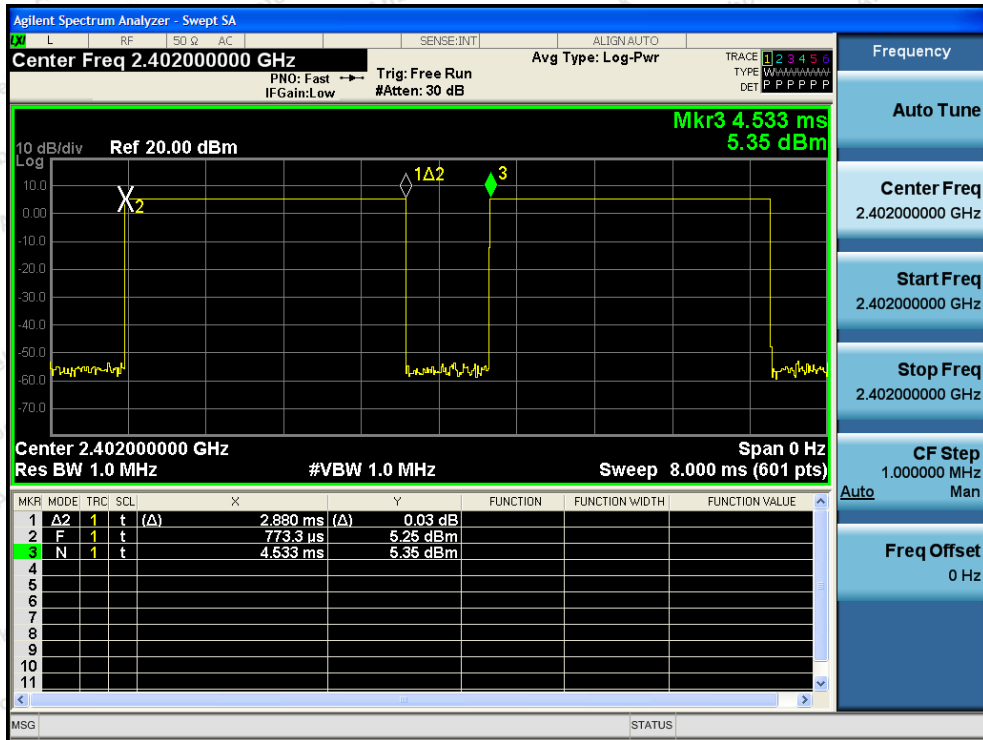 Agilent Spectrum Analyzer - Swept SA
LXI L RF 50 Ω AC SENSE:INT ALIGN AUTO
Center Freq 2.402000000 GHz
PNO: Fast
IFGain:Low
Trig: Free Run
#Atten: 30 dB
Avg Type: Log-Pwr
TRACE 1 2 3 4 5 6
TYPE W
DET P P P P P P
Mkr3 4.533 ms
5.35 dBm
10 dB/div Ref 20.00 dBm
Log
10.0
0.00
-10.0
-20.0
-30.0
-40.0
-50.0
-60.0
-70.0
2
1Δ2
3
Center 2.402000000 GHz Span 0 Hz
Res BW 1.0 MHz #VBW 1.0 MHz Sweep 8.000 ms (601 pts)
MKR MODE TRC SCL X Y FUNCTION FUNCTION WIDTH FUNCTION VALUE
1 Δ2 1 t (Δ) 2.880 ms (Δ) 0.03 dB
2 F 1 t 773.3 µs 5.25 dBm
3 N 1 t 4.533 ms 5.35 dBm
4
5
6
7
8
9
10
11
MSG STATUS
Frequency
Auto Tune
Center Freq
2.402000000 GHz
Start Freq
2.402000000 GHz
Stop Freq
2.402000000 GHz
CF Step
1.000000 MHz
Auto Man
Freq Offset
0 Hz